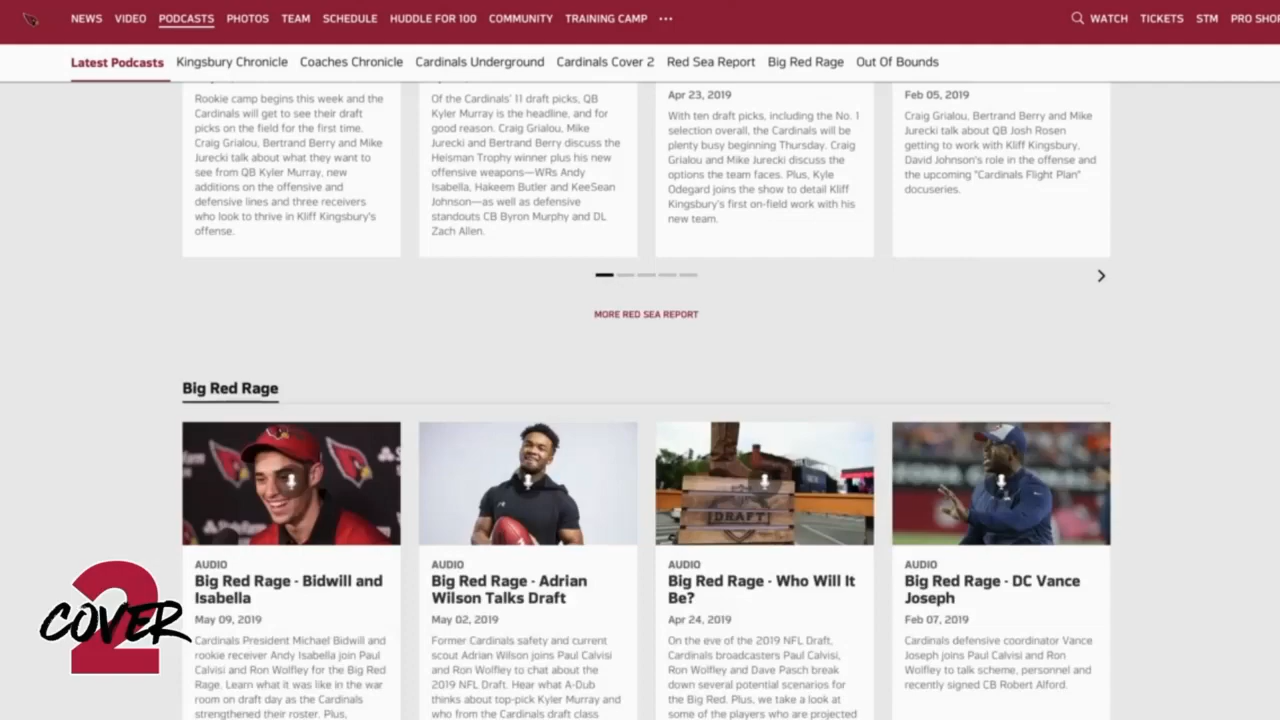 NEWS VIDEO PODCASTS PHOTOS TEAM SCHEDULE HUDDLE FOR 100 COMMUNITY TRAINING CAMP ••• WATCH TICKETS STM PRO SHOP
Latest Podcasts Kingsbury Chronicle Coaches Chronicle Cardinals Underground Cardinals Cover 2 Red Sea Report Big Red Rage Out Of Bounds
Rookie camp begins this week and the
Cardinals will get to see their draft
picks on the field for the first time.
Craig Grialou, Bertrand Berry and Mike
Jurecki talk about what they want to
see from QB Kyler Murray, new
additions on the offensive and
defensive lines and three receivers
who look to thrive in Kliff Kingsbury's
offense.
Of the Cardinals' 11 draft picks, QB
Kyler Murray is the headline, and for
good reason. Craig Grialou, Mike
Jurecki and Bertrand Berry discuss the
Heisman Trophy winner plus his new
offensive weapons—WRs Andy
Isabella, Hakeem Butler and KeeSean
Johnson—as well as defensive
standouts CB Byron Murphy and DL
Zach Allen.
Apr 23, 2019
With ten draft picks, including the No. 1
selection overall, the Cardinals will be
plenty busy beginning Thursday. Craig
Grialou and Mike Jurecki discuss the
options the team faces. Plus, Kyle
Odegard joins the show to detail Kliff
Kingsbury's first on-field work with his
new team.
Feb 05, 2019
Craig Grialou, Bertrand Berry and Mike
Jurecki talk about QB Josh Rosen
getting to work with Kliff Kingsbury,
David Johnson's role in the offense and
the upcoming "Cardinals Flight Plan"
docuseries.
MORE RED SEA REPORT
Big Red Rage
DRAFT
AUDIO
Big Red Rage - Bidwill and
Isabella
May 09, 2019
Cardinals President Michael Bidwill and
rookie receiver Andy Isabella join Paul
Calvisi and Ron Wolfley for the Big Red
Rage. Learn what it was like in the war
room on draft day as the Cardinals
strengthened their roster. Plus,
AUDIO
Big Red Rage - Adrian
Wilson Talks Draft
May 02, 2019
Former Cardinals safety and current
scout Adrian Wilson joins Paul Calvisi
and Ron Wolfley to chat about the
2019 NFL Draft. Hear what A-Dub
thinks about top-pick Kyler Murray and
who from the Cardinals draft class
AUDIO
Big Red Rage - Who Will It
Be?
Apr 24, 2019
On the eve of the 2019 NFL Draft,
Cardinals broadcasters Paul Calvisi,
Ron Wolfley and Dave Pasch break
down several potential scenarios for
the Big Red. Plus, we take a look at
some of the players who are projected
AUDIO
Big Red Rage - DC Vance
Joseph
Feb 07, 2019
Cardinals defensive coordinator Vance
Joseph joins Paul Calvisi and Ron
Wolfley to talk scheme, personnel and
recently signed CB Robert Alford.
COVER 2